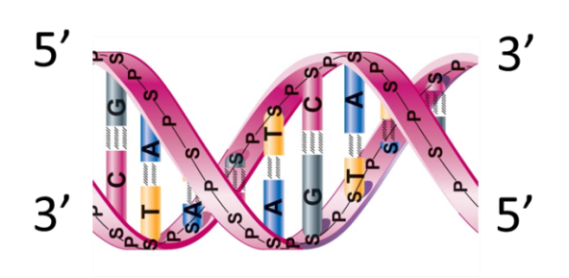 5’ 3’
P S P S P S P S P S P S P S P S P S P
G A T C A
C T A A G T
3’ 5’
P S P S P S P S P S P S P S P S P